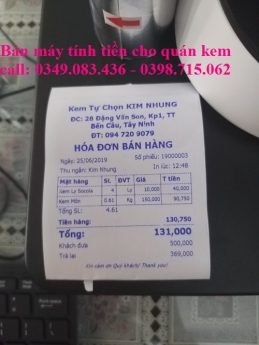 Ban máy tính tiền cho quán kem
call: 0349.083.436 - 0398.715.062
Kem Tự Chọn KIM NHUNG
ĐC: 28 Đặng Văn Son, Kp1, TT
Bến Cầu, Tây Ninh
ĐT: 094 720 9079
HÓA ĐƠN BÁN HÀNG
Ngày: 25/06/2019 Số phiếu: 19000003
Thu ngân: Kim Nhung In lúc: 12:48
Mặt hàng SL ĐVT Giá T tiền
Kem Ly Socola 4 Ly 10,000 40,000
Kem Món 0.61 Kg 150,000 90,750
Tổng SL: 4.61
Tiền hàng: 130,750
Tổng: 131,000
Khách đưa 500,000
Trả lại 369,000
Xin cảm ơn Quý khách/ Thank you!